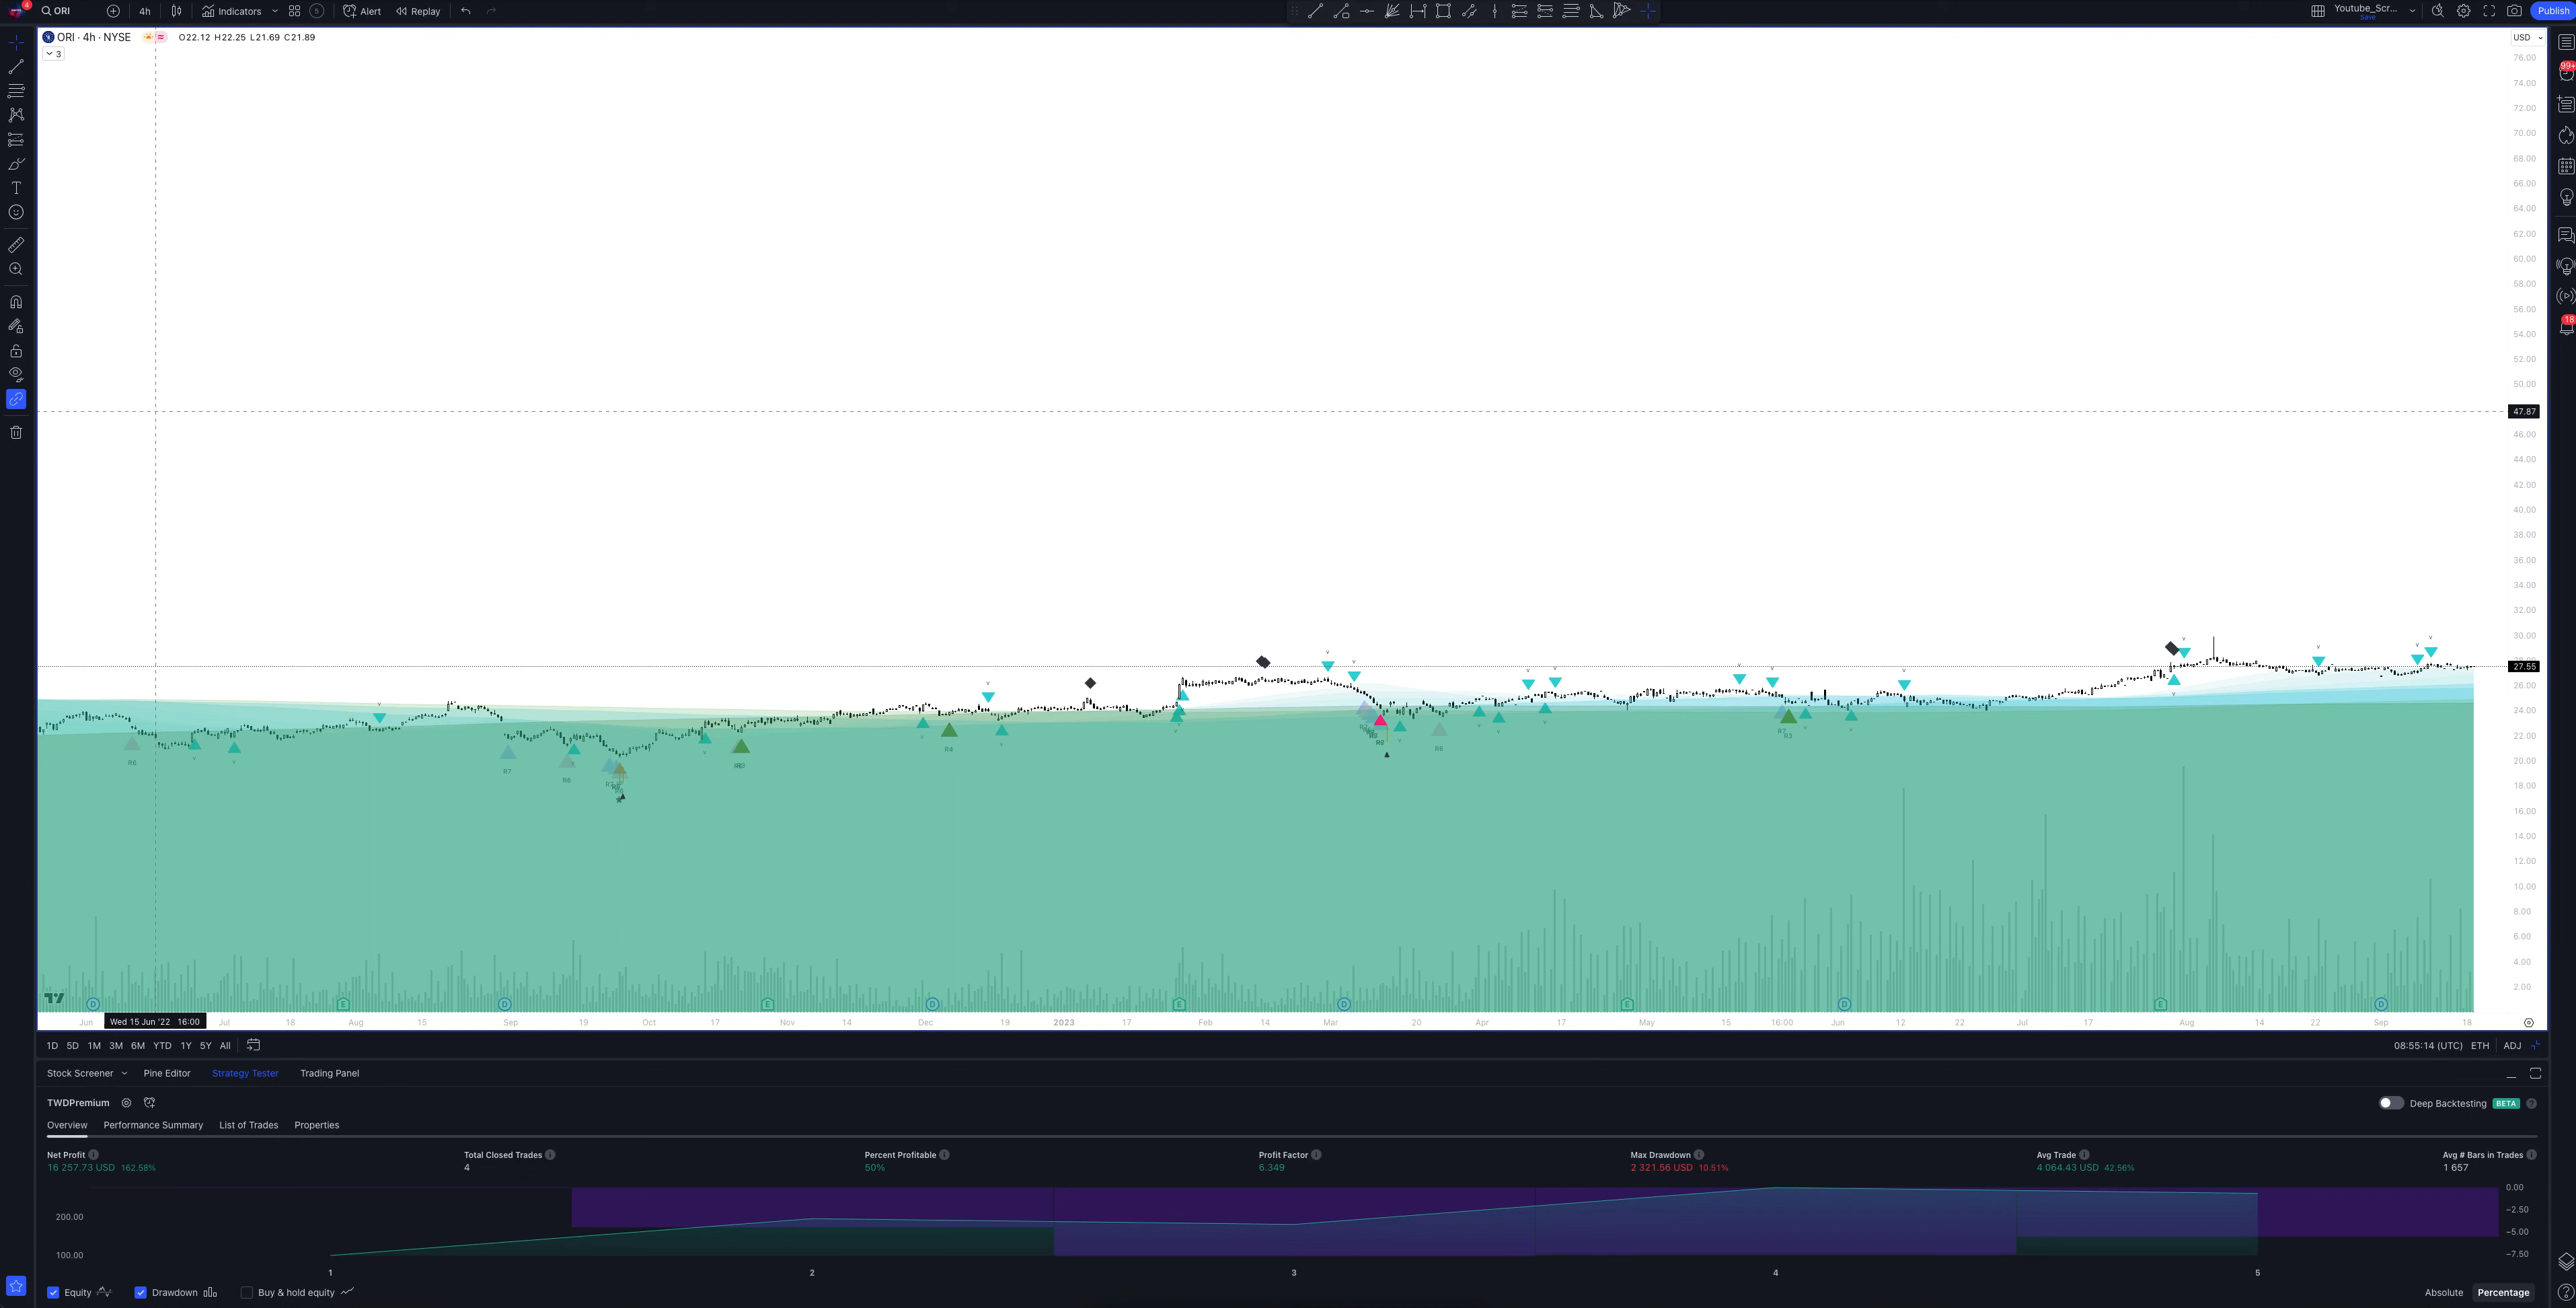 4 ORI 4h Indicators 5 Alert Replay Youtube_Scr... Save Publish
ORI · 4h · NYSE O22.12 H22.25 L21.69 C21.89 USD
3
76.00
74.00
72.00
70.00
68.00
66.00
64.00
62.00
60.00
58.00
56.00
54.00
52.00
50.00
47.87
46.00
44.00
42.00
40.00
38.00
36.00
34.00
32.00
30.00
27.55
26.00
24.00
22.00
20.00
18.00
16.00
14.00
12.00
10.00
8.00
6.00
4.00
2.00
99+
18
R6
R7
R6
R4
R6
R7
R3
D E D E D E D E D E D
Jun Wed 15 Jun '22 16:00 Jul 18 Aug 15 Sep 19 Oct 17 Nov 14 Dec 19 2023 17 Feb 14 Mar 20 Apr 17 May 15 16:00 Jun 12 22 Jul 17 Aug 14 22 Sep 18
1D 5D 1M 3M 6M YTD 1Y 5Y All 08:55:14 (UTC) ETH ADJ
Stock Screener Pine Editor Strategy Tester Trading Panel
TWDPremium Deep Backtesting BETA
Overview Performance Summary List of Trades Properties
Net Profit Total Closed Trades Percent Profitable Profit Factor Max Drawdown Avg Trade Avg # Bars in Trades
16 257.73 USD 162.58% 4 50% 6.349 2 321.56 USD 10.51% 4 064.43 USD 42.56% 1 657
200.00
100.00
0.00
−2.50
−5.00
−7.50
1 2 3 4 5
Equity Drawdown Buy & hold equity Absolute Percentage